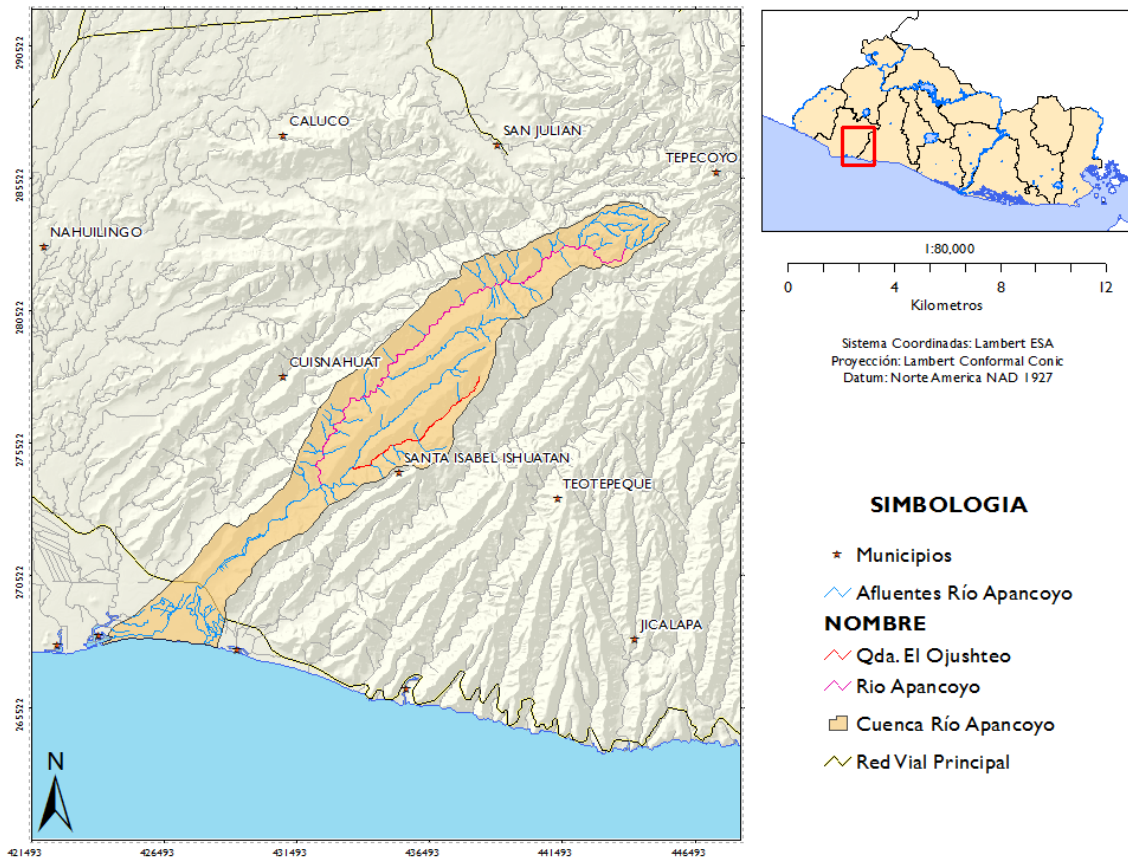 290522
285522
280522
275522
270522
265522
CALUCO
SAN JULIAN
TEPECOYO
NAHUILINGO
CUISNAHUAT
SANTA ISABEL ISHUATAN
TEOTEPEQUE
JICALAPA
N
421493
426493
431493
436493
441493
446493
1:80,000
0 4 8 12
Kilometros
Sistema Coordinadas: Lambert ESA
Proyección: Lambert Conformal Conic
Datum: Norte America NAD 1927
SIMBOLOGIA
Municipios
Afluentes Río Apancoyo
NOMBRE
Qda. El Ojushteo
Rio Apancoyo
Cuenca Río Apancoyo
Red Vial Principal